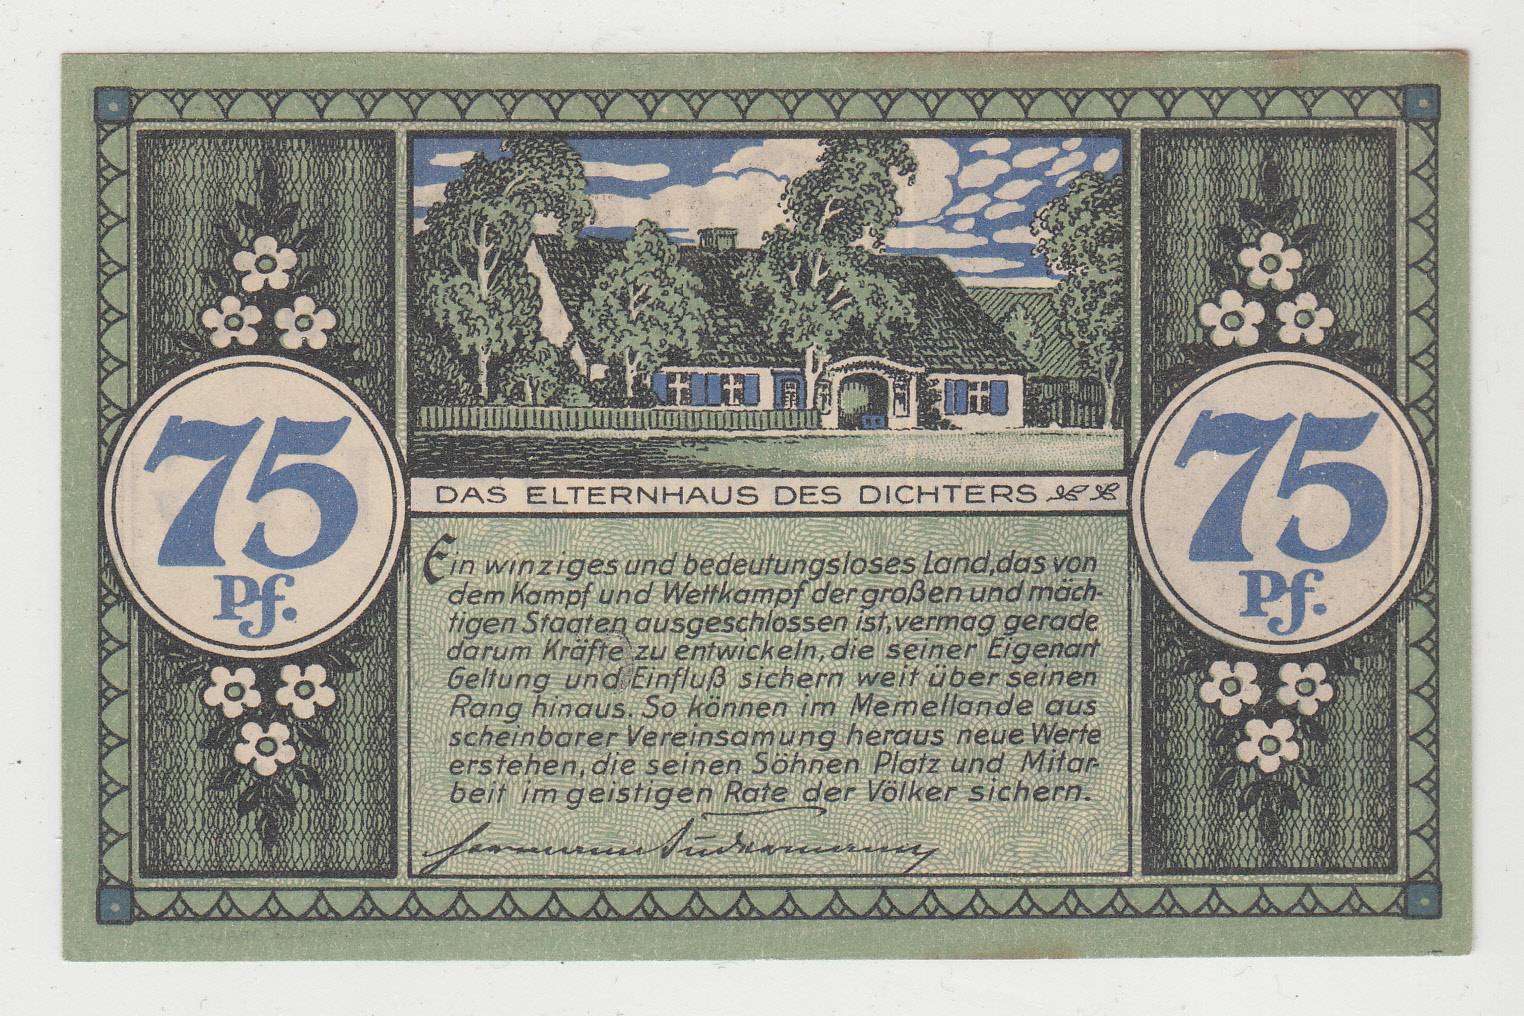 DAS ELTERNHAUS DES DICHTERS
75 Pf.
75 Pf.
Ein winziges und bedeutungsloses Land, das von
dem Kampf und Wettkampf der großen und mäch-
tigen Staaten ausgeschlossen ist, vermag gerade
darum Kräfte zu entwickeln, die seiner Eigenart
Geltung und Einfluß sichern weit über seinen
Rang hinaus. So können im Memellande aus
scheinbarer Vereinsamung heraus neue Werte
erstehen, die seinen Söhnen Platz und Mitar-
beit im geistigen Rate der Völker sichern.
Hermann Sudermann